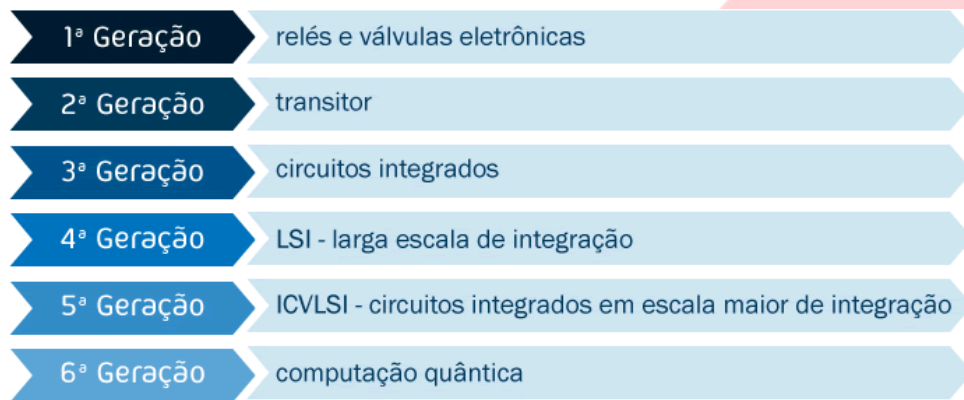 1ª Geração relés e válvulas eletrônicas
2ª Geração transitor
3ª Geração circuitos integrados
4ª Geração LSI - larga escala de integração
5ª Geração ICVLSI - circuitos integrados em escala maior de integração
6ª Geração computação quântica